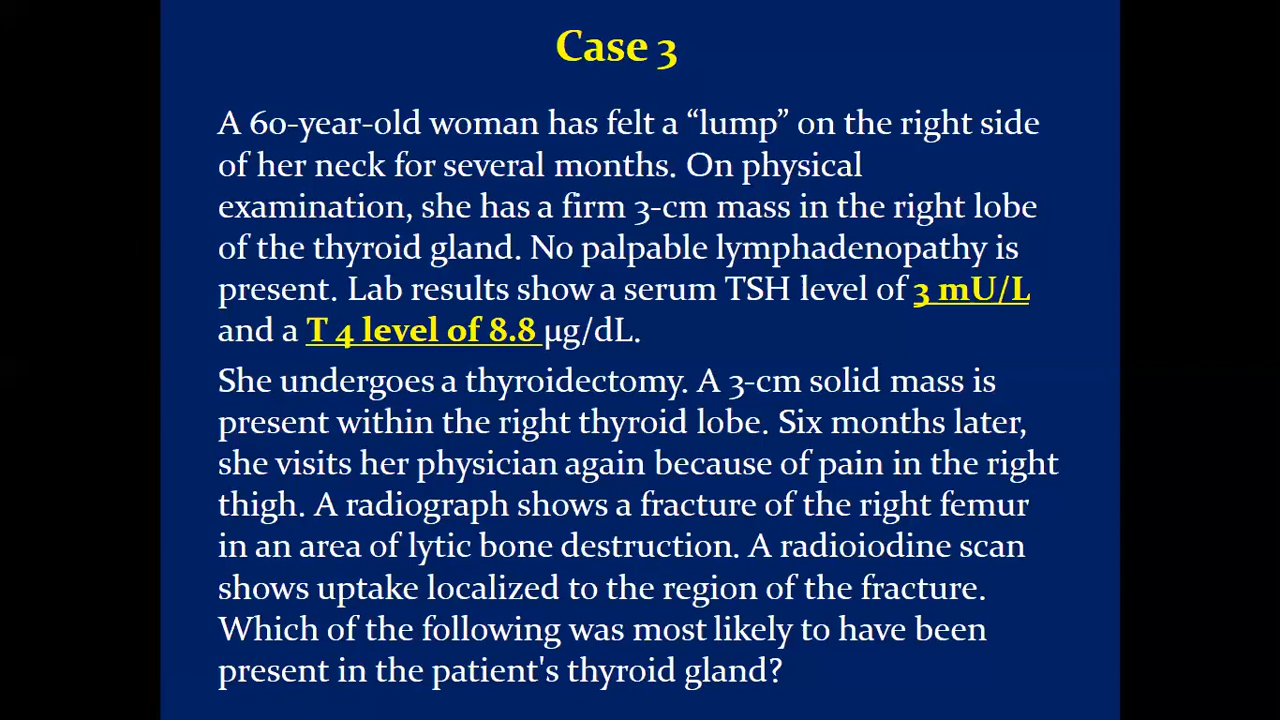 Case 3
A 60-year-old woman has felt a “lump” on the right side
of her neck for several months. On physical
examination, she has a firm 3-cm mass in the right lobe
of the thyroid gland. No palpable lymphadenopathy is
present. Lab results show a serum TSH level of 3 mU/L
and a T 4 level of 8.8 µg/dL.
She undergoes a thyroidectomy. A 3-cm solid mass is
present within the right thyroid lobe. Six months later,
she visits her physician again because of pain in the right
thigh. A radiograph shows a fracture of the right femur
in an area of lytic bone destruction. A radioiodine scan
shows uptake localized to the region of the fracture.
Which of the following was most likely to have been
present in the patient's thyroid gland?